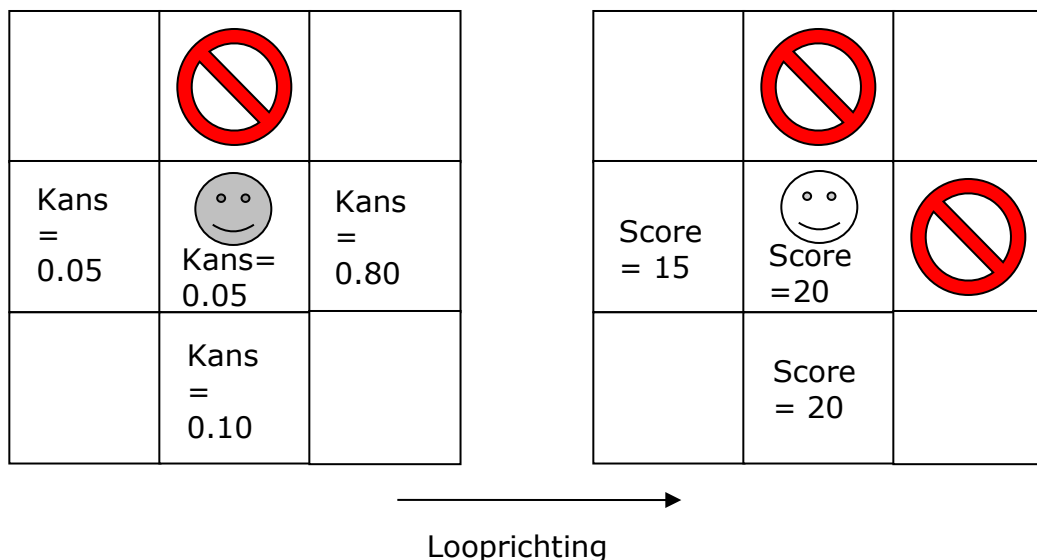 Kans
=
0.05
Kans=
0.05
Kans
=
0.80
Kans
=
0.10
Score
= 15
Score
=20
Score
= 20
Looprichting